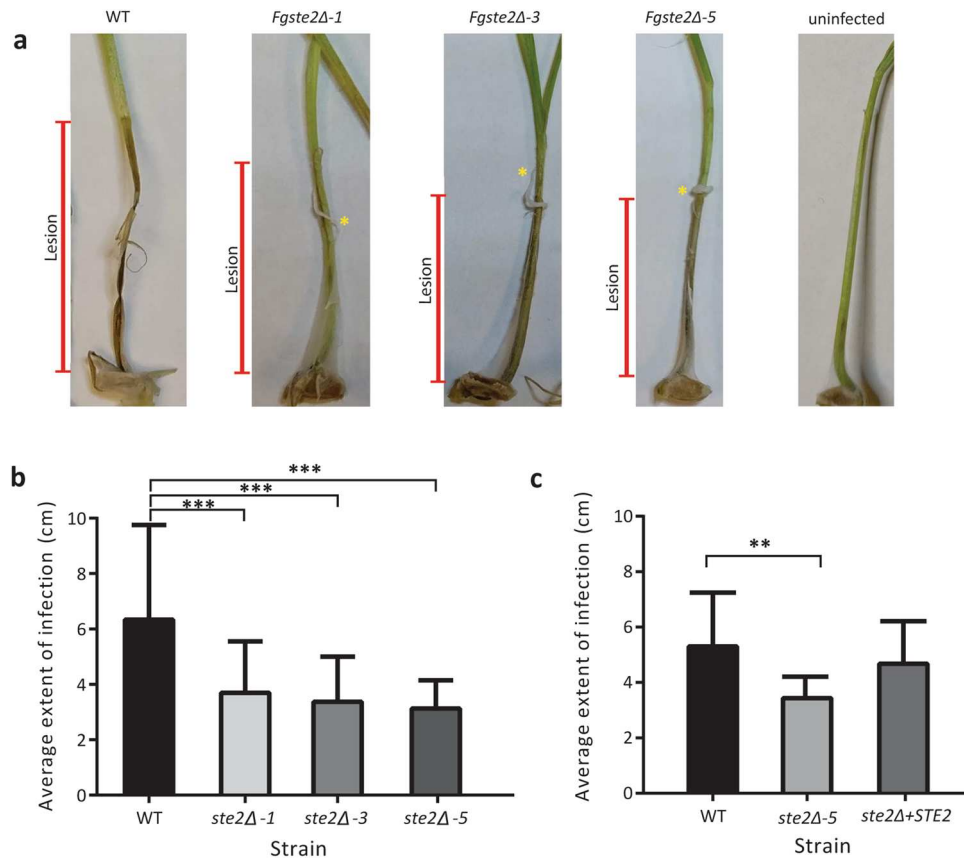 a
WT
Fgste2Δ-1
Fgste2Δ-3
Fgste2Δ-5
uninfected
Lesion
*
Lesion
*
Lesion
*
Lesion
b
***
***
***
Average extent of infection (cm)
10
8
6
4
2
0
WT
ste2Δ-1
ste2Δ-3
ste2Δ-5
Strain
c
**
Average extent of infection (cm)
10
8
6
4
2
0
WT
ste2Δ-5
ste2Δ+STE2
Strain